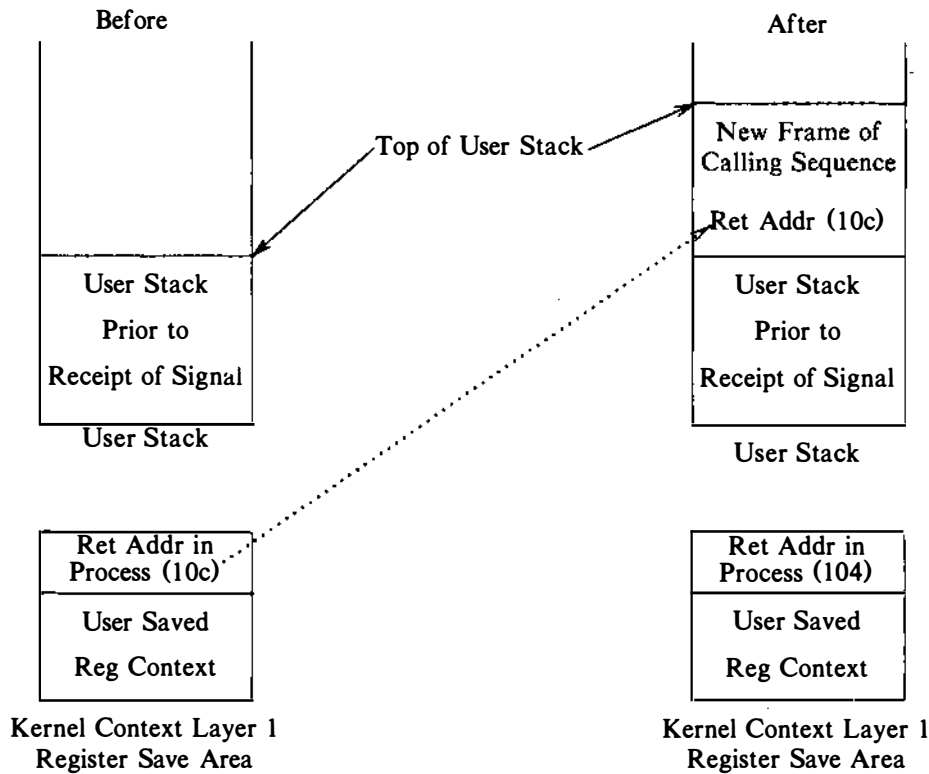 Before
After
Top of User Stack
New Frame of
Calling Sequence
Ret Addr (10c)
User Stack
Prior to
Receipt of Signal
User Stack
User Stack
Prior to
Receipt of Signal
User Stack
Ret Addr in
Process (10c)
User Saved
Reg Context
Kernel Context Layer 1
Register Save Area
Ret Addr in
Process (104)
User Saved
Reg Context
Kernel Context Layer 1
Register Save Area